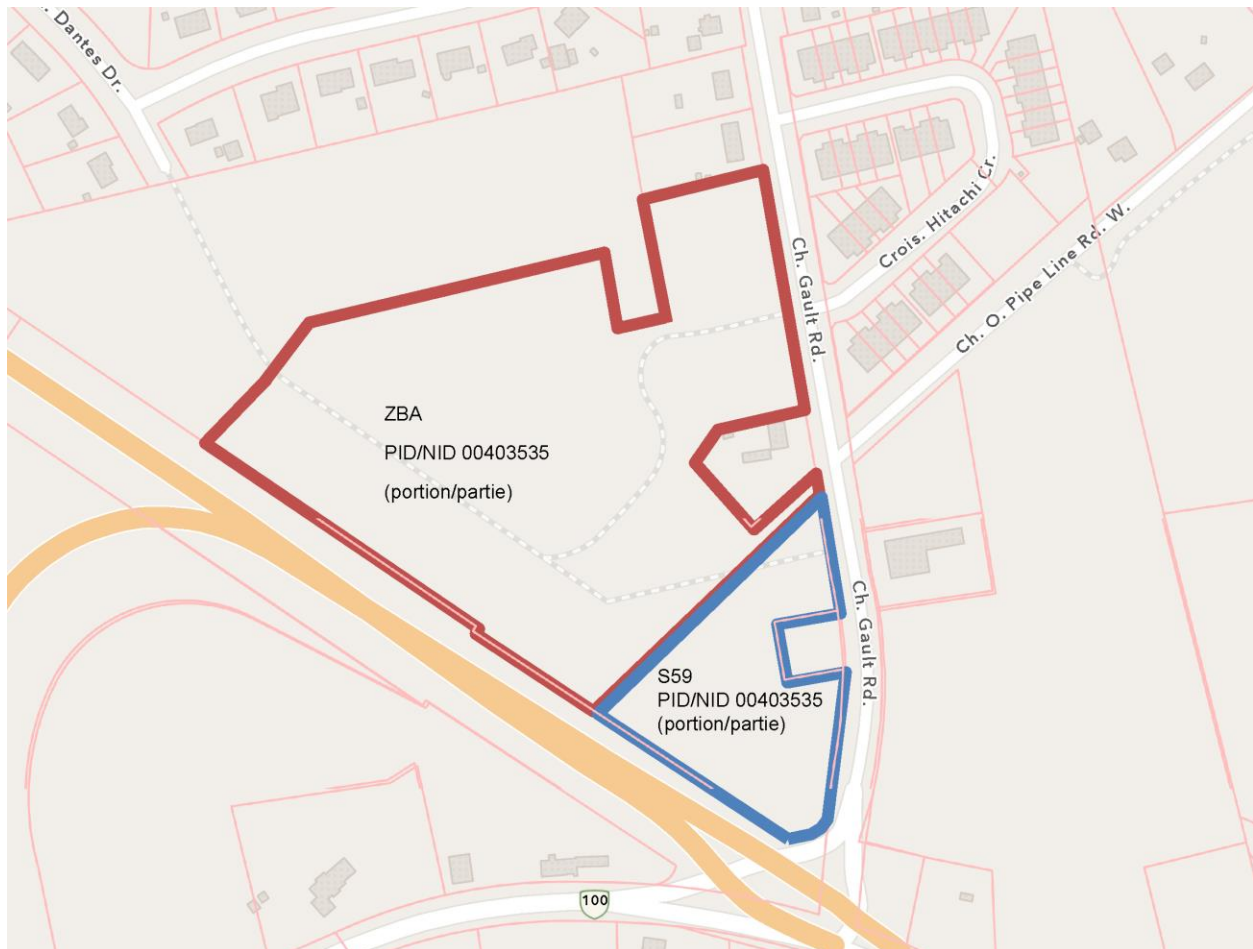 . Dantes Dr.
Ch. Gault Rd.
Crois. Hitachi Cr.
Ch. O. Pipe Line Rd. W.
ZBA
PID/NID 00403535
(portion/partie)
Ch. Gault Rd.
S59
PID/NID 00403535
(portion/partie)
100